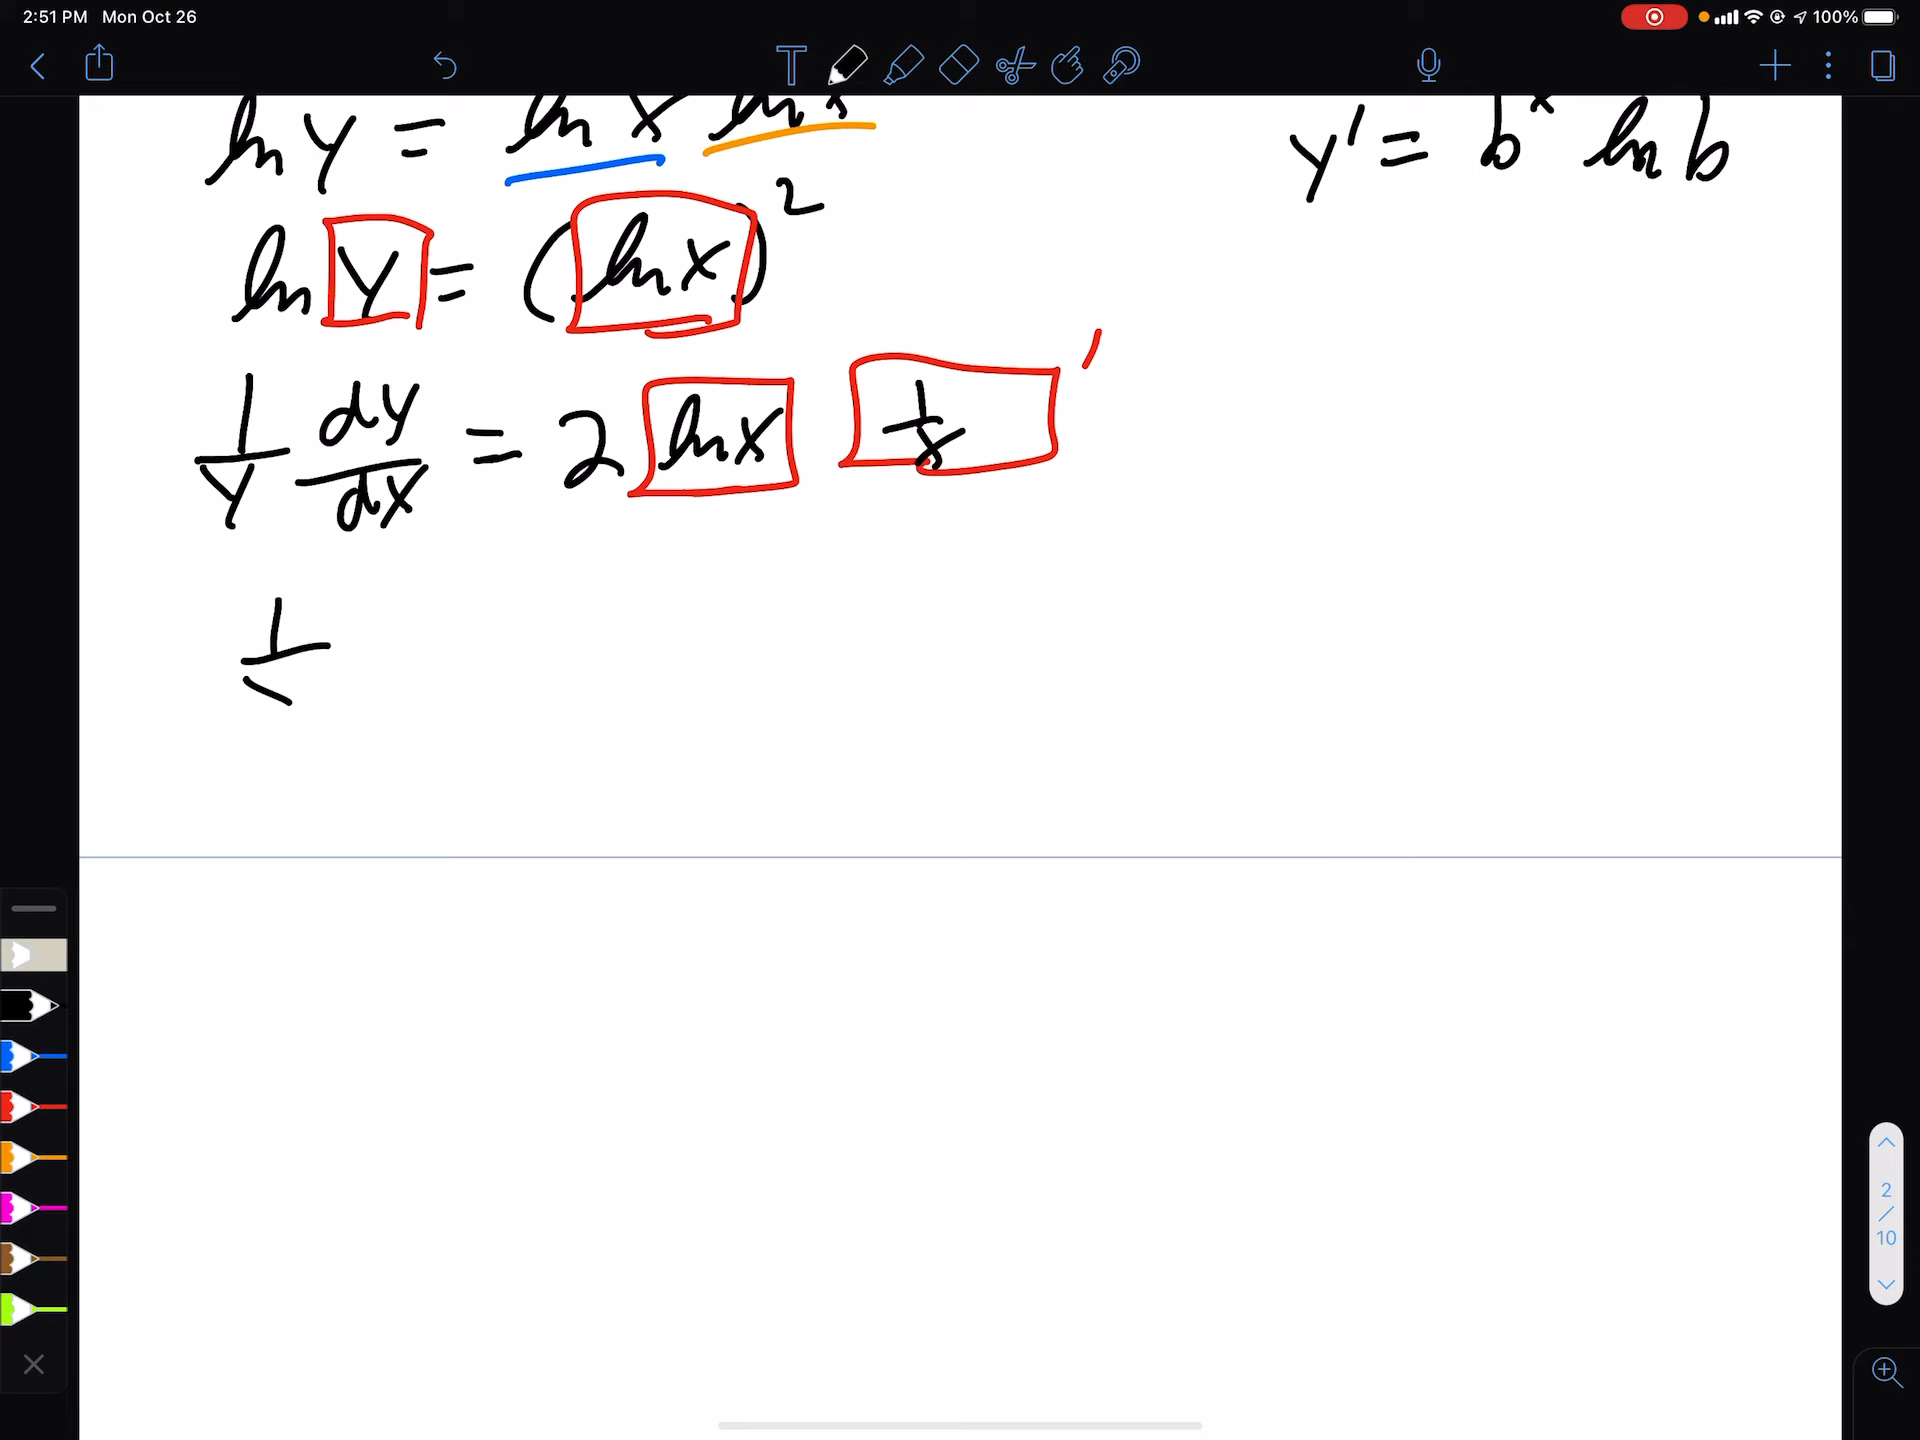 2:51 PM Mon Oct 26 100%
T
ln y = ln x ln x
y' = b^x ln b
ln y = (ln x)^2
1/y dy/dx = 2 ln x 1/x '
1/
2
/
10